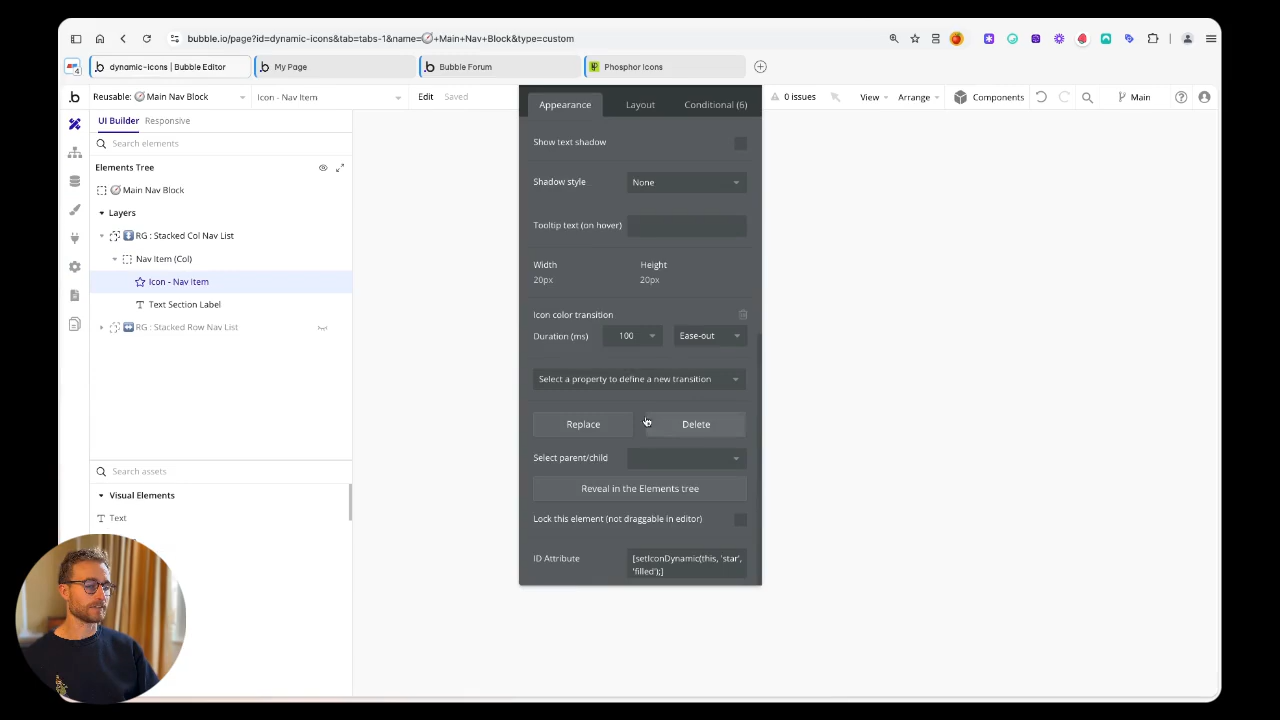 bubble.io/page?id=dynamic-icons&tab=tabs-1&name=🧭+Main+Nav+Block&type=custom
4
dynamic-icons | Bubble Editor
My Page
Bubble Forum
Phosphor Icons
Reusable: 🧭 Main Nav Block
Icon - Nav Item
Edit
Saved
Appearance
Layout
Conditional (6)
0 issues
View
Arrange
Components
Main
UI Builder
Responsive
Search elements
Elements Tree
🧭 Main Nav Block
Layers
RG : Stacked Col Nav List
Nav Item (Col)
Icon - Nav Item
Text Section Label
RG : Stacked Row Nav List
Search assets
Visual Elements
Text
Show text shadow
Shadow style
None
Tooltip text (on hover)
Width
Height
20px
20px
Icon color transition
Duration (ms)
100
Ease-out
Select a property to define a new transition
Replace
Delete
Select parent/child
Reveal in the Elements tree
Lock this element (not draggable in editor)
ID Attribute
[setIconDynamic(this, 'star',
'filled');]